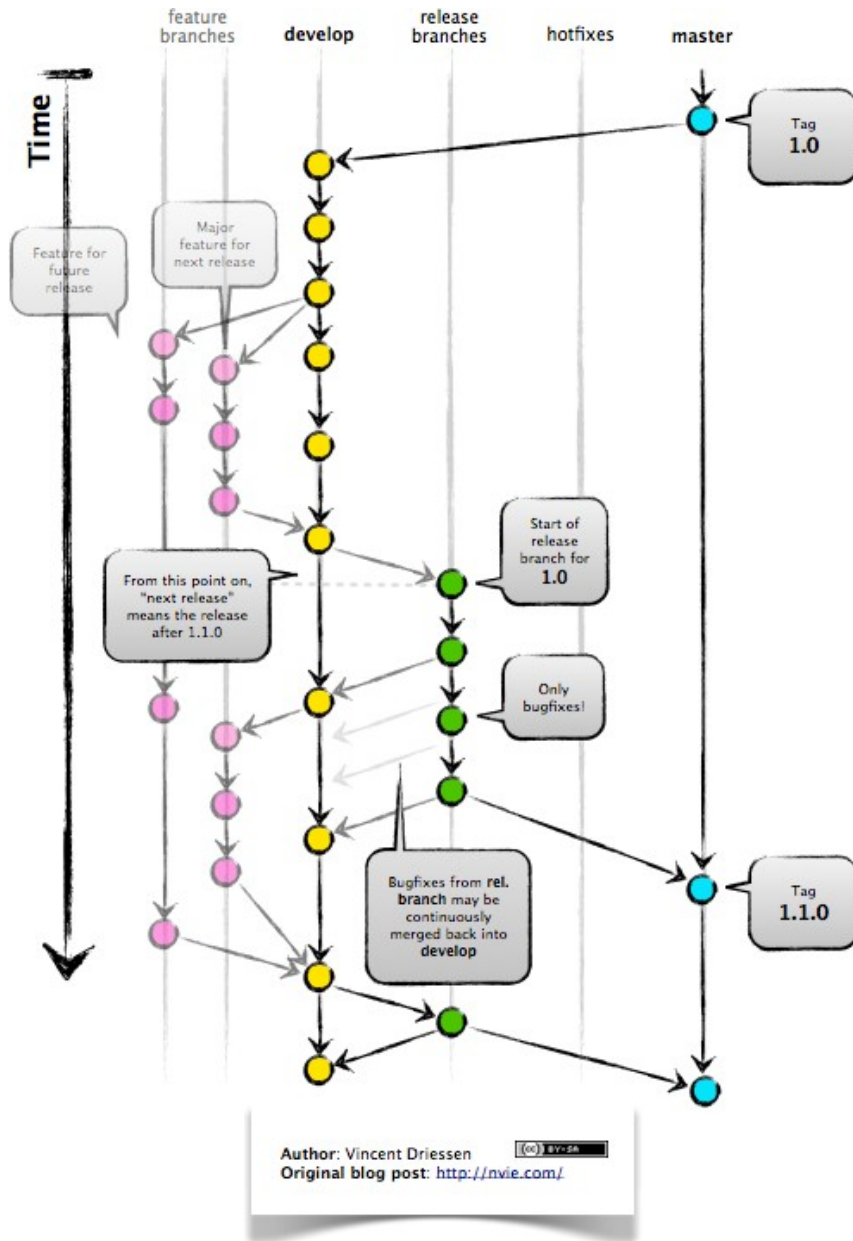 feature
branches
develop
release
branches
hotfixes
master
Time
Tag
1.0
Feature for
future
release
Major
feature for
next release
Start of
release
branch for
1.0
From this point on,
“next release”
means the release
after 1.1.0
Only
bugfixes!
Bugfixes from rel.
branch may be
continuously
merged back into
develop
Tag
1.1.0
Author: Vincent Driessen
(cc) BY-SA
Original blog post: http://nvie.com/